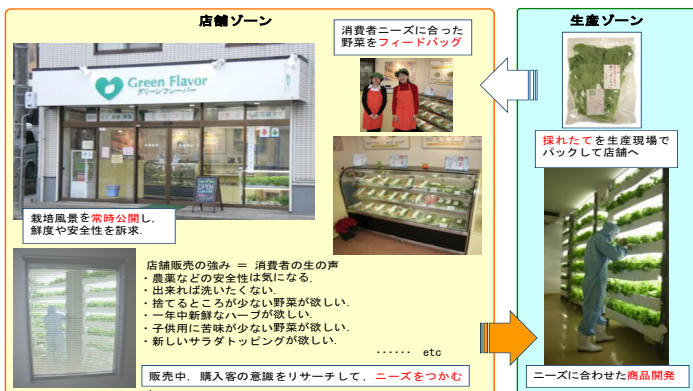 店舗ゾーン
消費者ニーズに合った
野菜をフィードバッグ
Green Flavor
グリーンフレーバー
OPEN
栽培風景を常時公開し,
鮮度や安全性を訴求.
店舗販売の強み = 消費者の生の声
・農薬などの安全性は気になる.
・出来れば洗いたくない.
・捨てるところが少ない野菜が欲しい.
・一年中新鮮なハーブが欲しい.
・子供用に苦味が少ない野菜が欲しい.
・新しいサラダトッピングが欲しい.
‥‥‥ etc
販売中, 購入客の意識をリサーチして, ニーズをつかむ
生産ゾーン
採れたてを生産現場で
パックして店舗へ
ニーズに合わせた商品開発